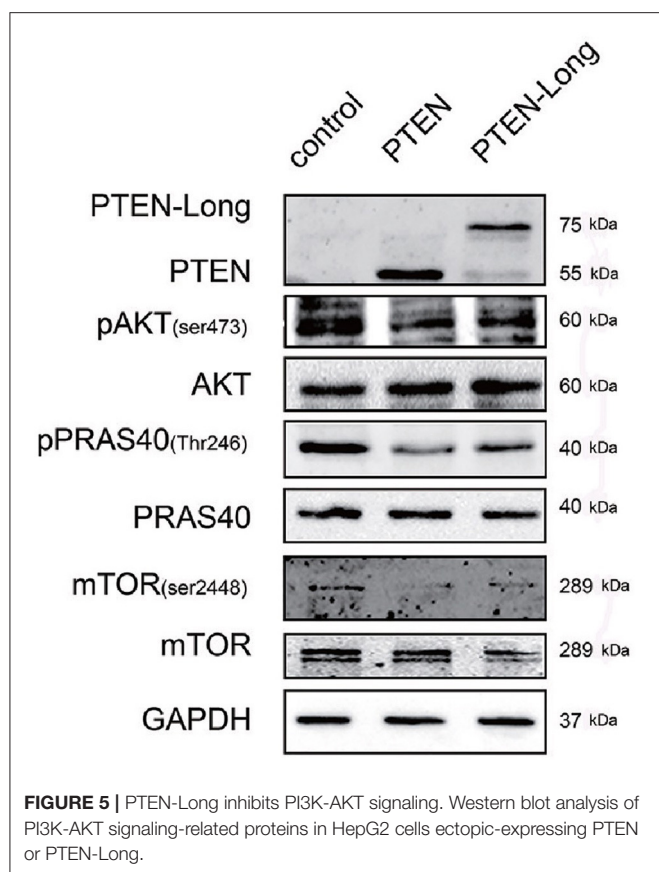 control PTEN PTEN-Long
PTEN-Long 75 kDa
PTEN 55 kDa
pAKT(ser473) 60 kDa
AKT 60 kDa
pPRAS40(Thr246) 40 kDa
PRAS40 40 kDa
mTOR(ser2448) 289 kDa
mTOR 289 kDa
GAPDH 37 kDa
FIGURE 5 | PTEN-Long inhibits PI3K-AKT signaling. Western blot analysis of
PI3K-AKT signaling-related proteins in HepG2 cells ectopic-expressing PTEN
or PTEN-Long.